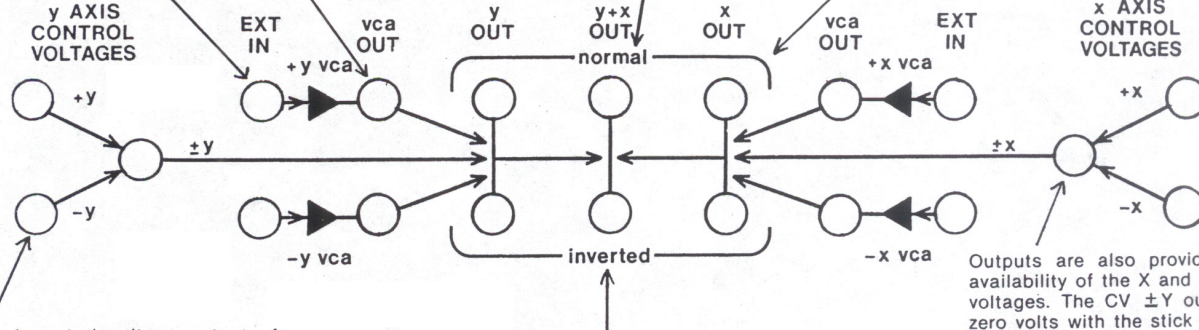 y AXIS
CONTROL
VOLTAGES
EXT
IN
vca
OUT
y
OUT
y+x
OUT
x
OUT
vca
OUT
EXT
IN
x AXIS
CONTROL
VOLTAGES
normal
+y
+y vca
+x vca
+x
±y
±x
-y
-y vca
inverted
-x vca
-x
Outputs are also provid
availability of the X and
voltages. The CV ±Y ou
zero volts with the stick